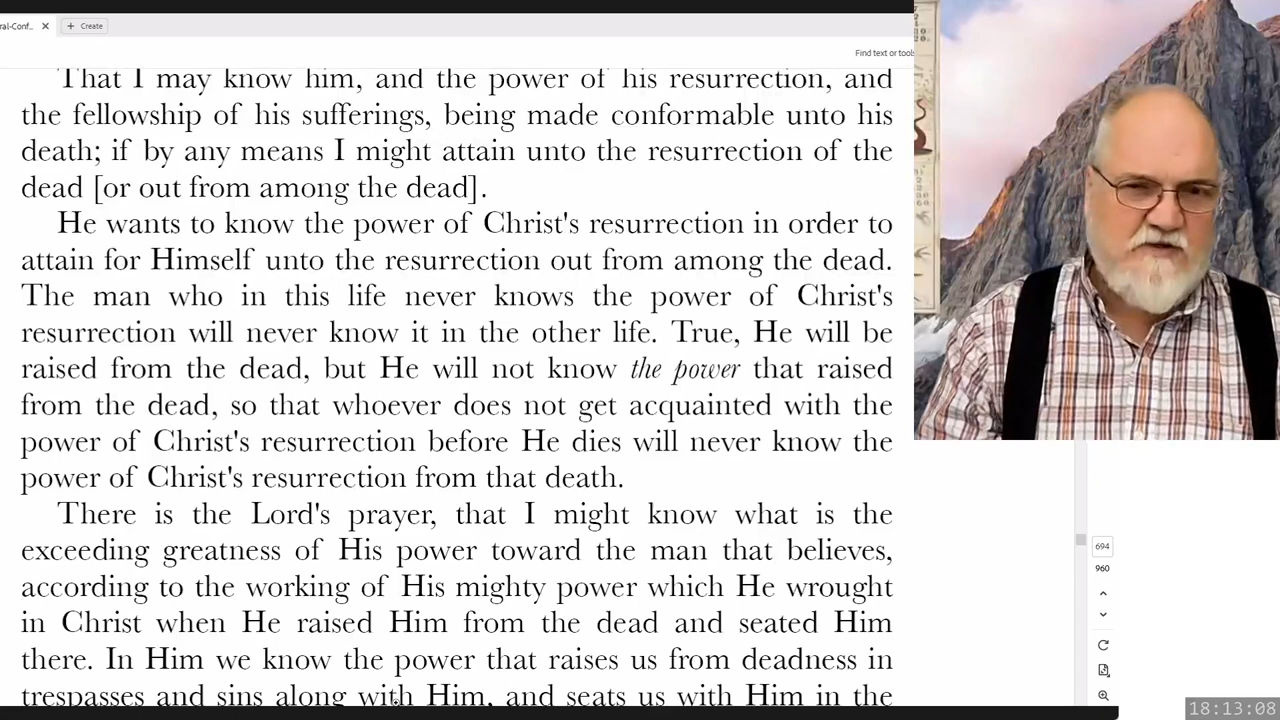 ral-Conf..
Create
Find text or tools
That I may know him, and the power of his resurrection, and
the fellowship of his sufferings, being made conformable unto his
death; if by any means I might attain unto the resurrection of the
dead [or out from among the dead]
He wants to know the power of Christ's resurrection in order to
attain for Himself unto the resurrection out from among the dead.
The man who in this life never knows the power of Christ's
resurrection will never know it in the other life. True, He will be
raised from the dead, but He will not know the power that raised
from the dead, so that whoever does not get acquainted with the
power of Christ's resurrection before He dies will never know the
power of Christ's resurrection from that death.
There is the Lord's prayer, that I might know what is the
exceeding greatness of His power toward the man that believes,
according to the working of His mighty power which He wrought
in Christ when He raised Him from the dead and seated Him
there. In Him we know the power that raises us from deadness in
trespasses and sins along with Him, and seats us with Him in the
694
960
18:13:08